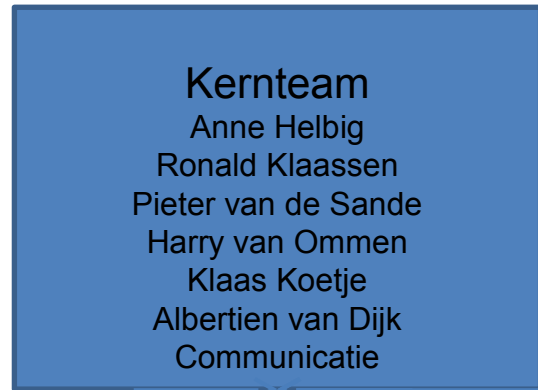 Kernteam
Anne Helbig
Ronald Klaassen
Pieter van de Sande
Harry van Ommen
Klaas Koetje
Albertien van Dijk
Communicatie